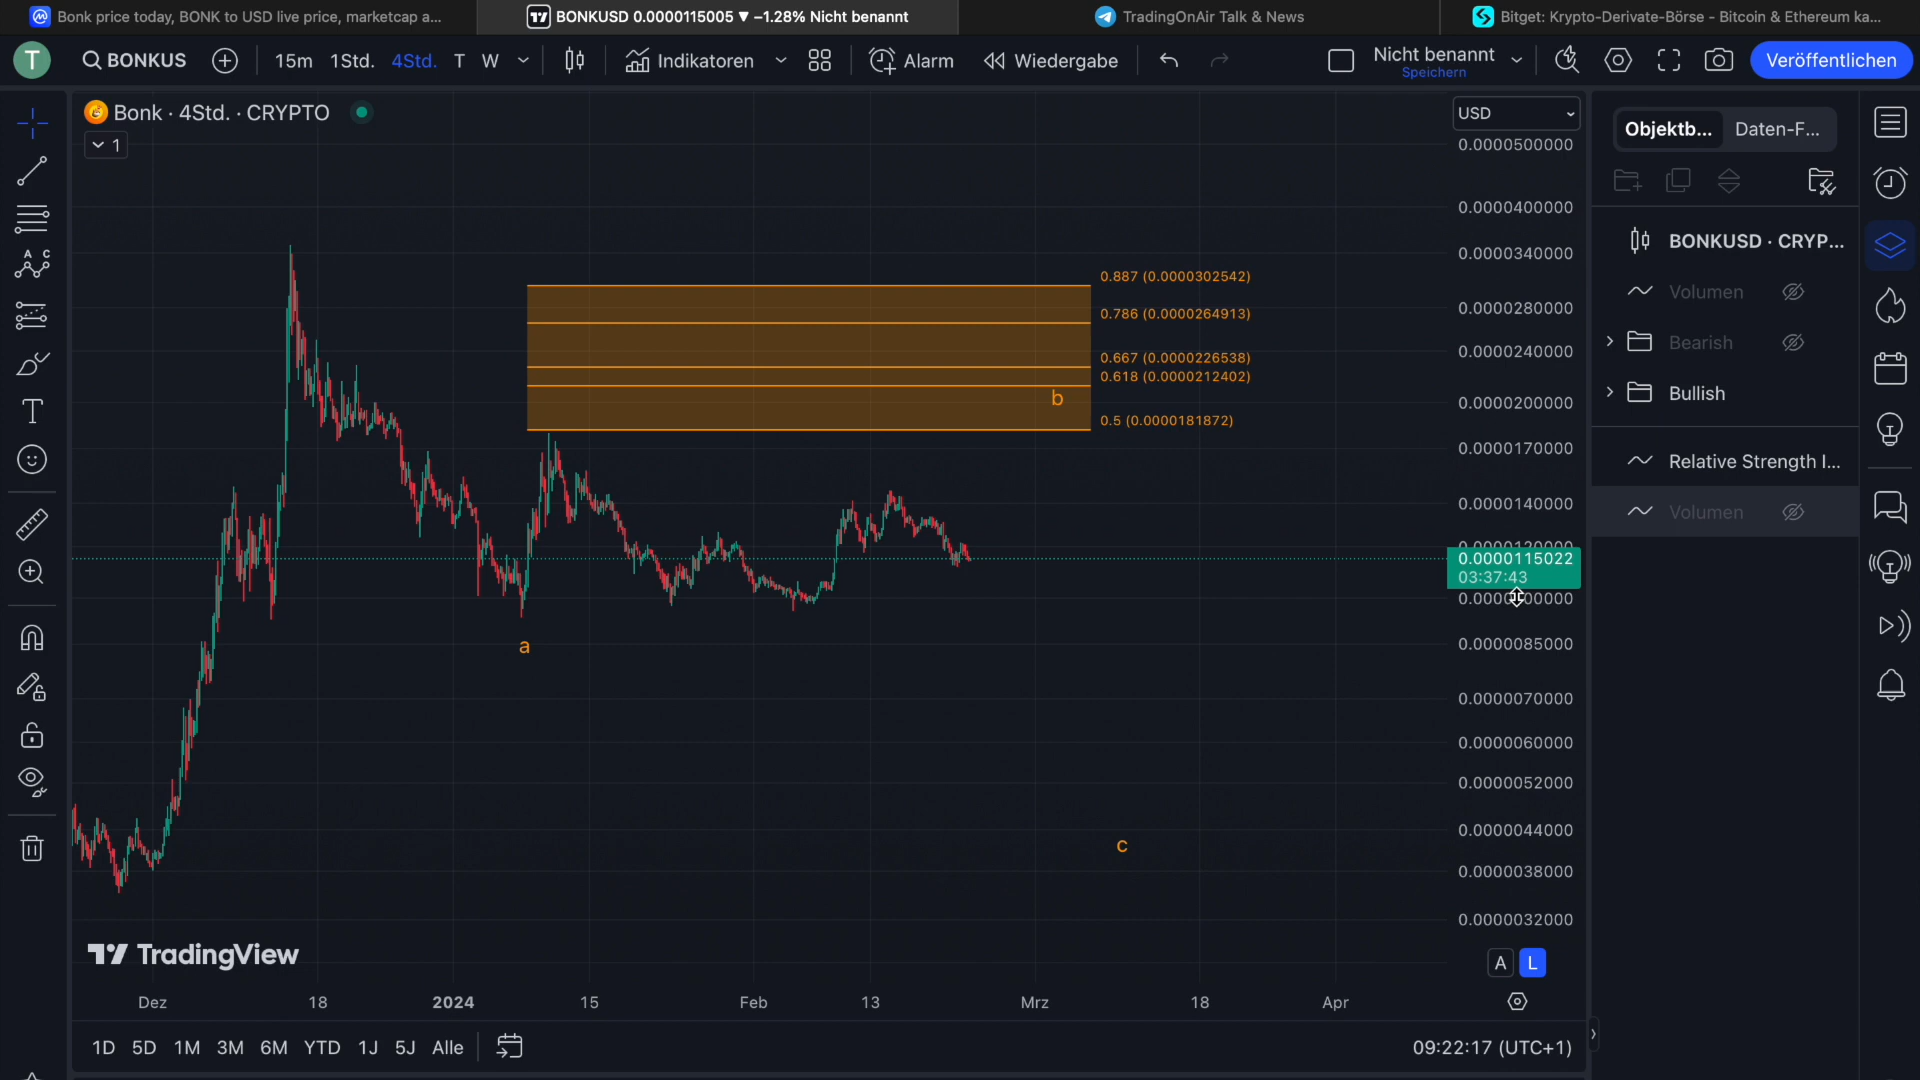 Bonk price today, BONK to USD live price, marketcap a...
BONKUSD 0.0000115005 ▼ −1.28% Nicht benannt
TradingOnAir Talk & News
Bitget: Krypto-Derivate-Börse - Bitcoin & Ethereum ka...
T
BONKUS
15m 1Std. 4Std. T W
Indikatoren
Alarm
Wiedergabe
Nicht benannt
Speichern
Veröffentlichen
Bonk · 4Std. · CRYPTO
1
USD
0.0000500000
0.0000400000
0.0000340000
0.0000280000
0.0000240000
0.0000200000
0.0000170000
0.0000140000
0.0000115022
03:37:43
0.0000085000
0.0000070000
0.0000060000
0.0000052000
0.0000044000
0.0000038000
0.0000032000
0.887 (0.0000302542)
0.786 (0.0000264913)
0.667 (0.0000226538)
0.618 (0.0000212402)
0.5 (0.0000181872)
b
a
c
Objektb...
Daten-F...
BONKUSD · CRYP...
Volumen
Bearish
Bullish
Relative Strength I...
Volumen
TradingView
A L
Dez 18 2024 15 Feb 13 Mrz 18 Apr
1D 5D 1M 3M 6M YTD 1J 5J Alle
09:22:17 (UTC+1)